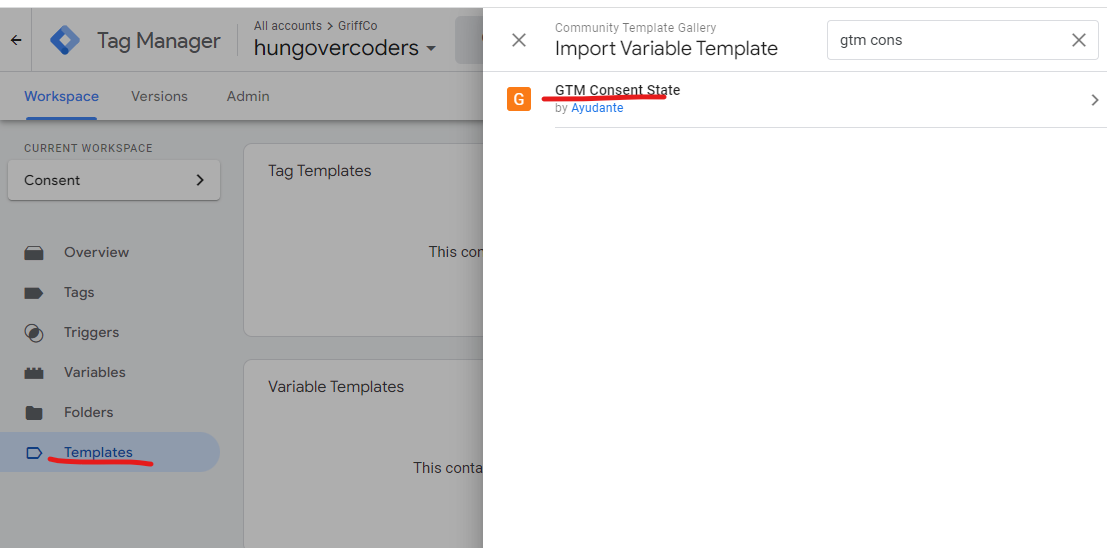 Tag Manager
All accounts > GriffCo
hungovercoders
Workspace
Versions
Admin
CURRENT WORKSPACE
Consent
Overview
Tags
Triggers
Variables
Folders
Templates
Tag Templates
This con
Variable Templates
This conta
Community Template Gallery
Import Variable Template
gtm cons
G
GTM Consent State
by Ayudante